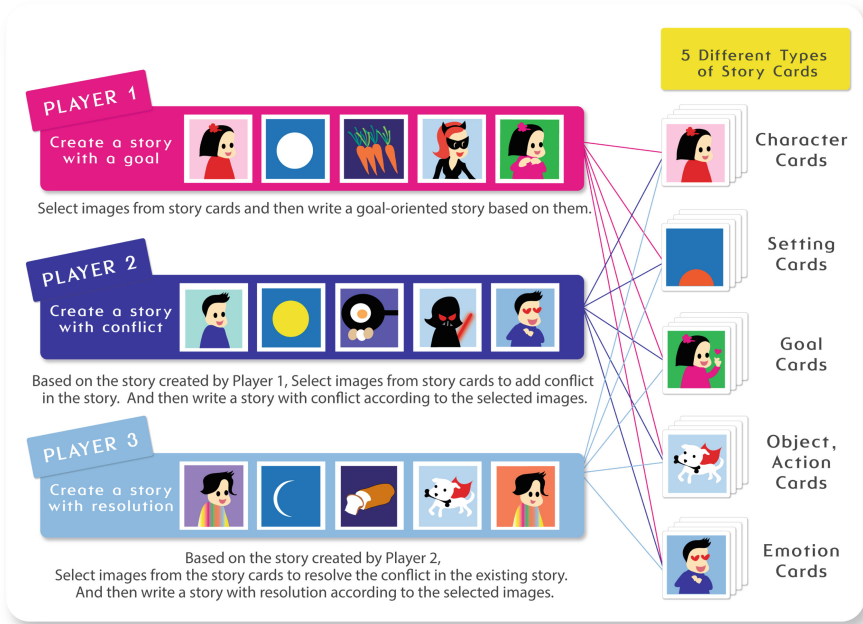 5 Different Types
of Story Cards
PLAYER 1
Create a story
with a goal
Select images from story cards and then write a goal-oriented story based on them.
PLAYER 2
Create a story
with conflict
Based on the story created by Player 1, Select images from story cards to add conflict
in the story. And then write a story with conflict according to the selected images.
PLAYER 3
Create a story
with resolution
Based on the story created by Player 2,
Select images from the story cards to resolve the conflict in the existing story.
And then write a story with resolution according to the selected images.
Character
Cards
Setting
Cards
Goal
Cards
Object,
Action
Cards
Emotion
Cards